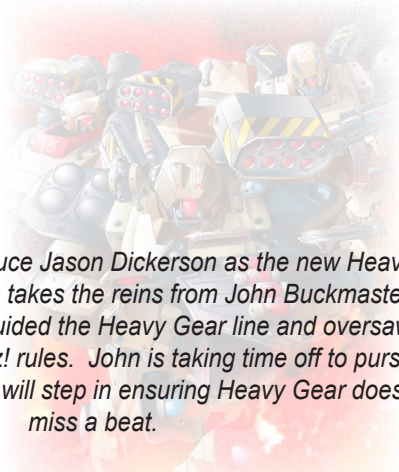 uce Jason Dickerson as the new Heav
takes the reins from John Buckmaste
uided the Heavy Gear line and oversav
! rules. John is taking time off to purs
will step in ensuring Heavy Gear does
miss a beat.